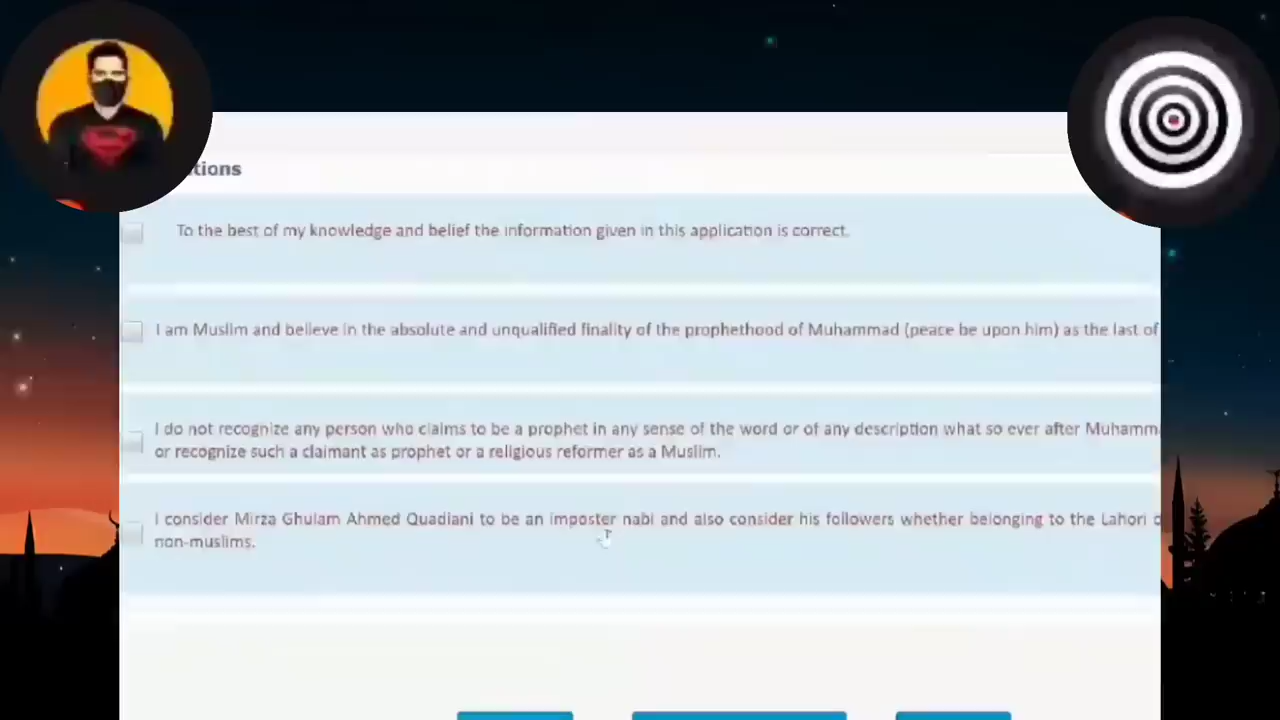 tions
To the best of my knowledge and belief the information given in this application is correct.
I am Muslim and believe in the absolute and unqualified finality of the prophethood of Muhammad (peace be upon him) as the last of
I do not recognize any person who claims to be a prophet in any sense of the word or of any description what so ever after Muhamm
or recognize such a claimant as prophet or a religious reformer as a Muslim.
I consider Mirza Ghulam Ahmed Quadiani to be an imposter nabi and also consider his followers whether belonging to the Lahori
non-muslims.